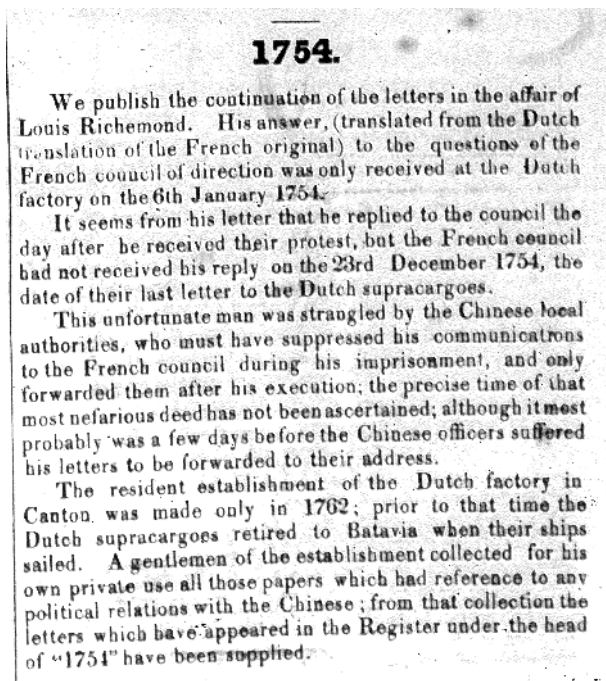 1754.
We publish the continuation of the letters in the affair of
Louis Richemond. His answer, (translated from the Dutch
translation of the French original) to the questions of the
French council of direction was only received at the Dutch
factory on the 6th January 1754.
It seems from his letter that he replied to the council the
day after he received their protest, but the French council
had not received his reply on the 23rd December 1754, the
date of their last letter to the Dutch supracargoes.
This unfortunate man was strangled by the Chinese local
authorities, who must have suppressed his communications
to the French council during his imprisonment, and only
forwarded them after his execution; the precise time of that
most nefarious deed has not been ascertained; although it most
probably was a few days before the Chinese officers suffered
his letters to be forwarded to their address.
The resident establishment of the Dutch factory in
Canton was made only in 1762; prior to that time the
Dutch supracargoes retired to Batavia when their ships
sailed. A gentlemen of the establishment collected for his
own private use all those papers which had reference to any
political relations with the Chinese; from that collection the
letters which have appeared in the Register under the head
of "1754" have been supplied.